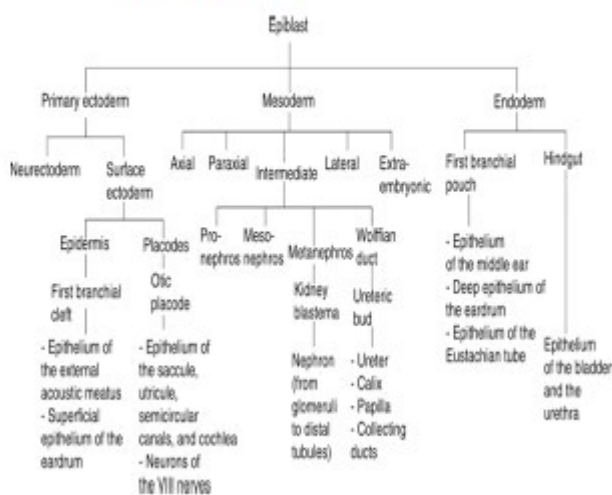 Epiblast
Primary ectoderm
Mesoderm
Endoderm
Neurectoderm
Surface
ectoderm
Axial
Paraxial
Intermediate
Lateral
Extra-
embryonic
First branchial
pouch
Hindgut
Epidermis
Placodes
Pro-
nephros
Meso-
nephros
Metanephros
Wolffian
duct
First branchial
cleft
Otic
placode
Kidney
blastema
Ureteric
bud
- Epithelium
of the middle ear
- Deep epithelium of
the eardrum
- Epithelium of the
Eustachian tube
Epithelium
of the bladder
and the
urethra
- Epithelium of
the external
acoustic meatus
- Superficial
epithelium of the
eardrum
- Epithelium of
the saccule,
utricule,
semicircular
canals, and cochlea
- Neurons of
the VIII nerves
Nephron
(from
glomeruli
to distal
tubules)
- Ureter
- Calix
- Papilla
- Collecting
ducts